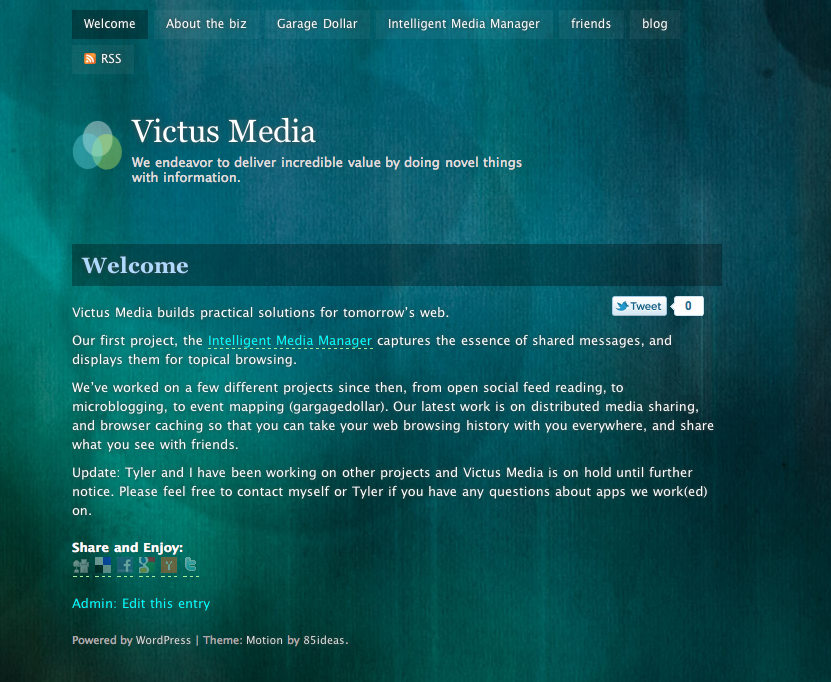 Welcome About the biz Garage Dollar Intelligent Media Manager friends blog
RSS
Victus Media
We endeavor to deliver incredible value by doing novel things
with information.
Welcome
Tweet 0
Victus Media builds practical solutions for tomorrow's web.
Our first project, the Intelligent Media Manager captures the essence of shared messages, and
displays them for topical browsing.
We've worked on a few different projects since then, from open social feed reading, to
microblogging, to event mapping (gargagedollar). Our latest work is on distributed media sharing,
and browser caching so that you can take your web browsing history with you everywhere, and share
what you see with friends.
Update: Tyler and I have been working on other projects and Victus Media is on hold until further
notice. Please feel free to contact myself or Tyler if you have any questions about apps we work(ed)
on.
Share and Enjoy:
Admin: Edit this entry
Powered by WordPress | Theme: Motion by 85ideas.